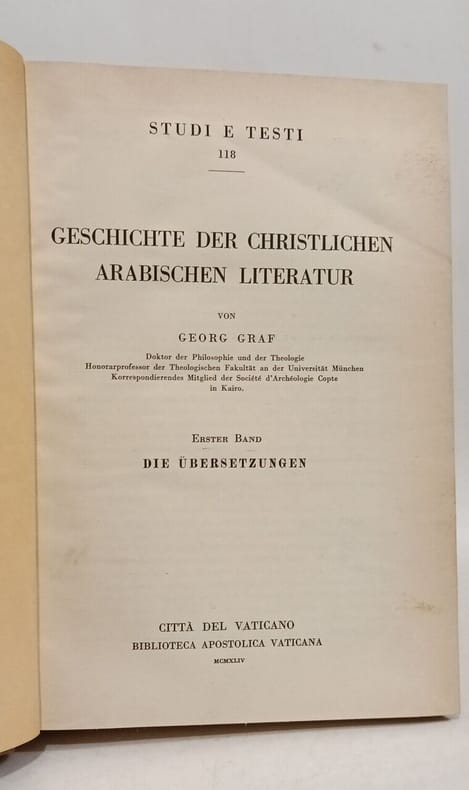 STUDI E TESTI
118
GESCHICHTE DER CHRISTLICHEN
ARABISCHEN LITERATUR
VON
GEORG GRAF
Doktor der Philosophie und der Theologie
Honorarprofessor der Theologischen Fakultät an der Universität München
Korrespondierendes Mitglied der Société d'Archéologie Copte
in Kairo.
ERSTER BAND
DIE ÜBERSETZUNGEN
CITTÀ DEL VATICANO
BIBLIOTECA APOSTOLICA VATICANA
MCMXLIV